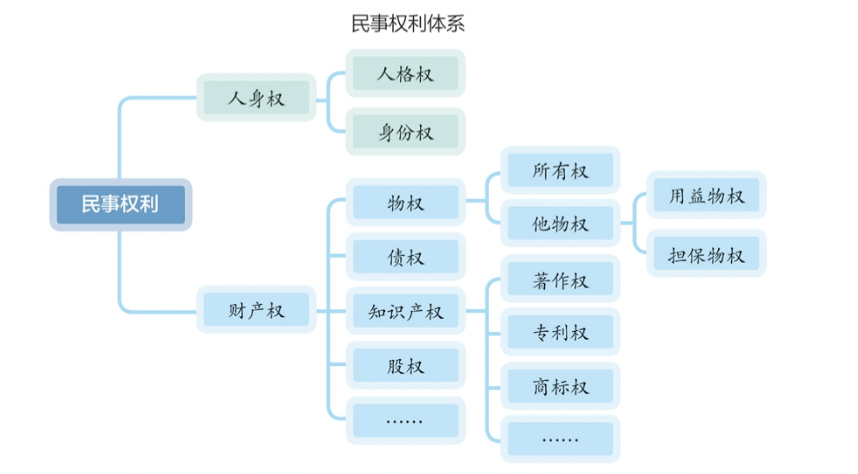 民事权利体系
民事权利
人身权
人格权
身份权
财产权
物权
所有权
他物权
用益物权
担保物权
债权
知识产权
著作权
专利权
商标权
……
股权
……